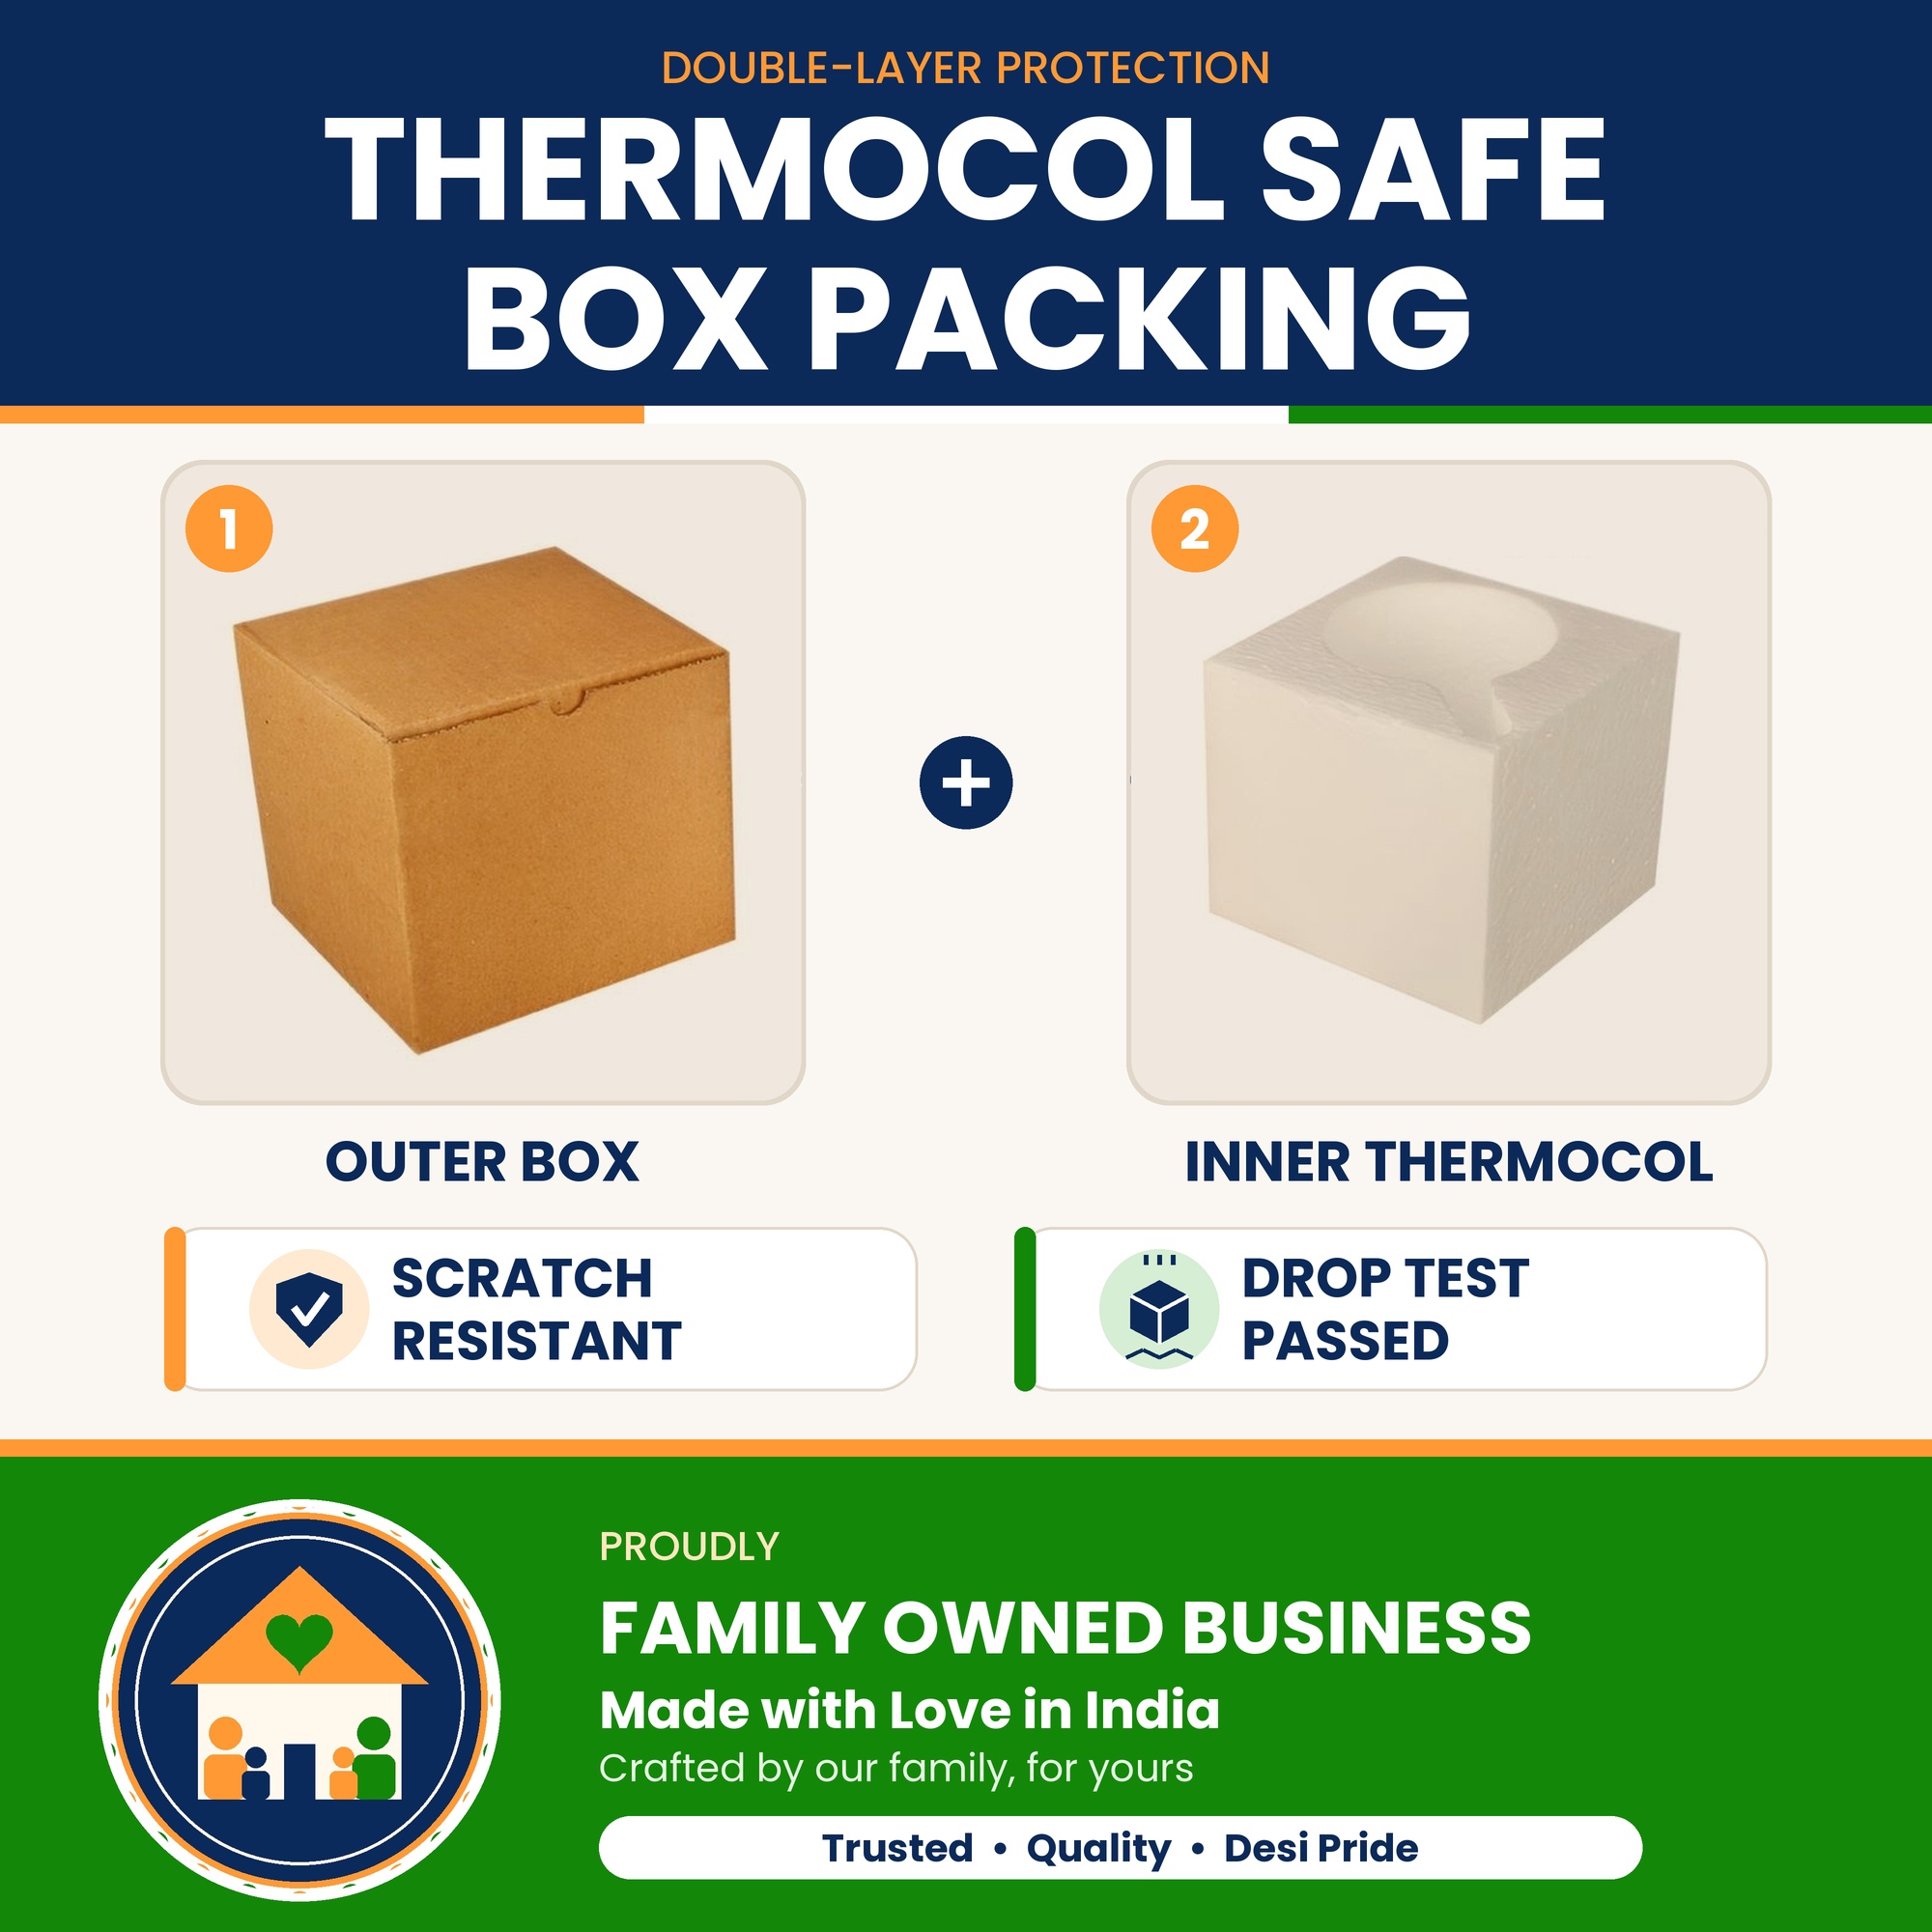 DOUBLE-LAYER PROTECTION
THERMOCOL SAFE
BOX PACKING
1
2
+
OUTER BOX
INNER THERMOCOL
SCRATCH
RESISTANT
DROP TEST
PASSED
PROUDLY
FAMILY OWNED BUSINESS
Made with Love in India
Crafted by our family, for yours
Trusted • Quality • Desi Pride